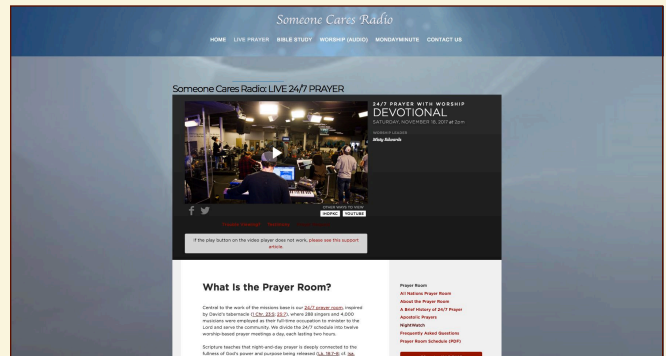 Someone Cares Radio
HOME LIVE PRAYER BIBLE STUDY WORSHIP (AUDIO) MONDAYMINUTE CONTACT US
Someone Cares Radio: LIVE 24/7 PRAYER
24/7 PRAYER WITH WORSHIP
DEVOTIONAL
SATURDAY, NOVEMBER 18, 2017 at 2pm
WORSHIP LEADER
Misty Edwards
OTHER WAYS TO VIEW:
IHOPKC YOUTUBE
If the play button on the video player does not work, please see this support
article.
What Is the Prayer Room?
Central to the work of the missions base is our 24/7 prayer room, inspired
by David's tabernacle (1 Chr. 23:5; 25:7), where 288 singers and 4,000
musicians were employed as their full-time occupation to minister to the
Lord and serve the community. We divide the 24/7 schedule into twelve
worship-based prayer meetings a day, each lasting two hours.
Scripture teaches that night-and-day prayer is deeply connected to the
fullness of God's power and purpose being released (Lk. 18:7-8; cf. Isa.
Prayer Room
All Nations Prayer Room
About the Prayer Room
A Brief History of 24/7 Prayer
Apostolic Prayers
NightWatch
Frequently Asked Questions
Prayer Room Schedule (PDF)